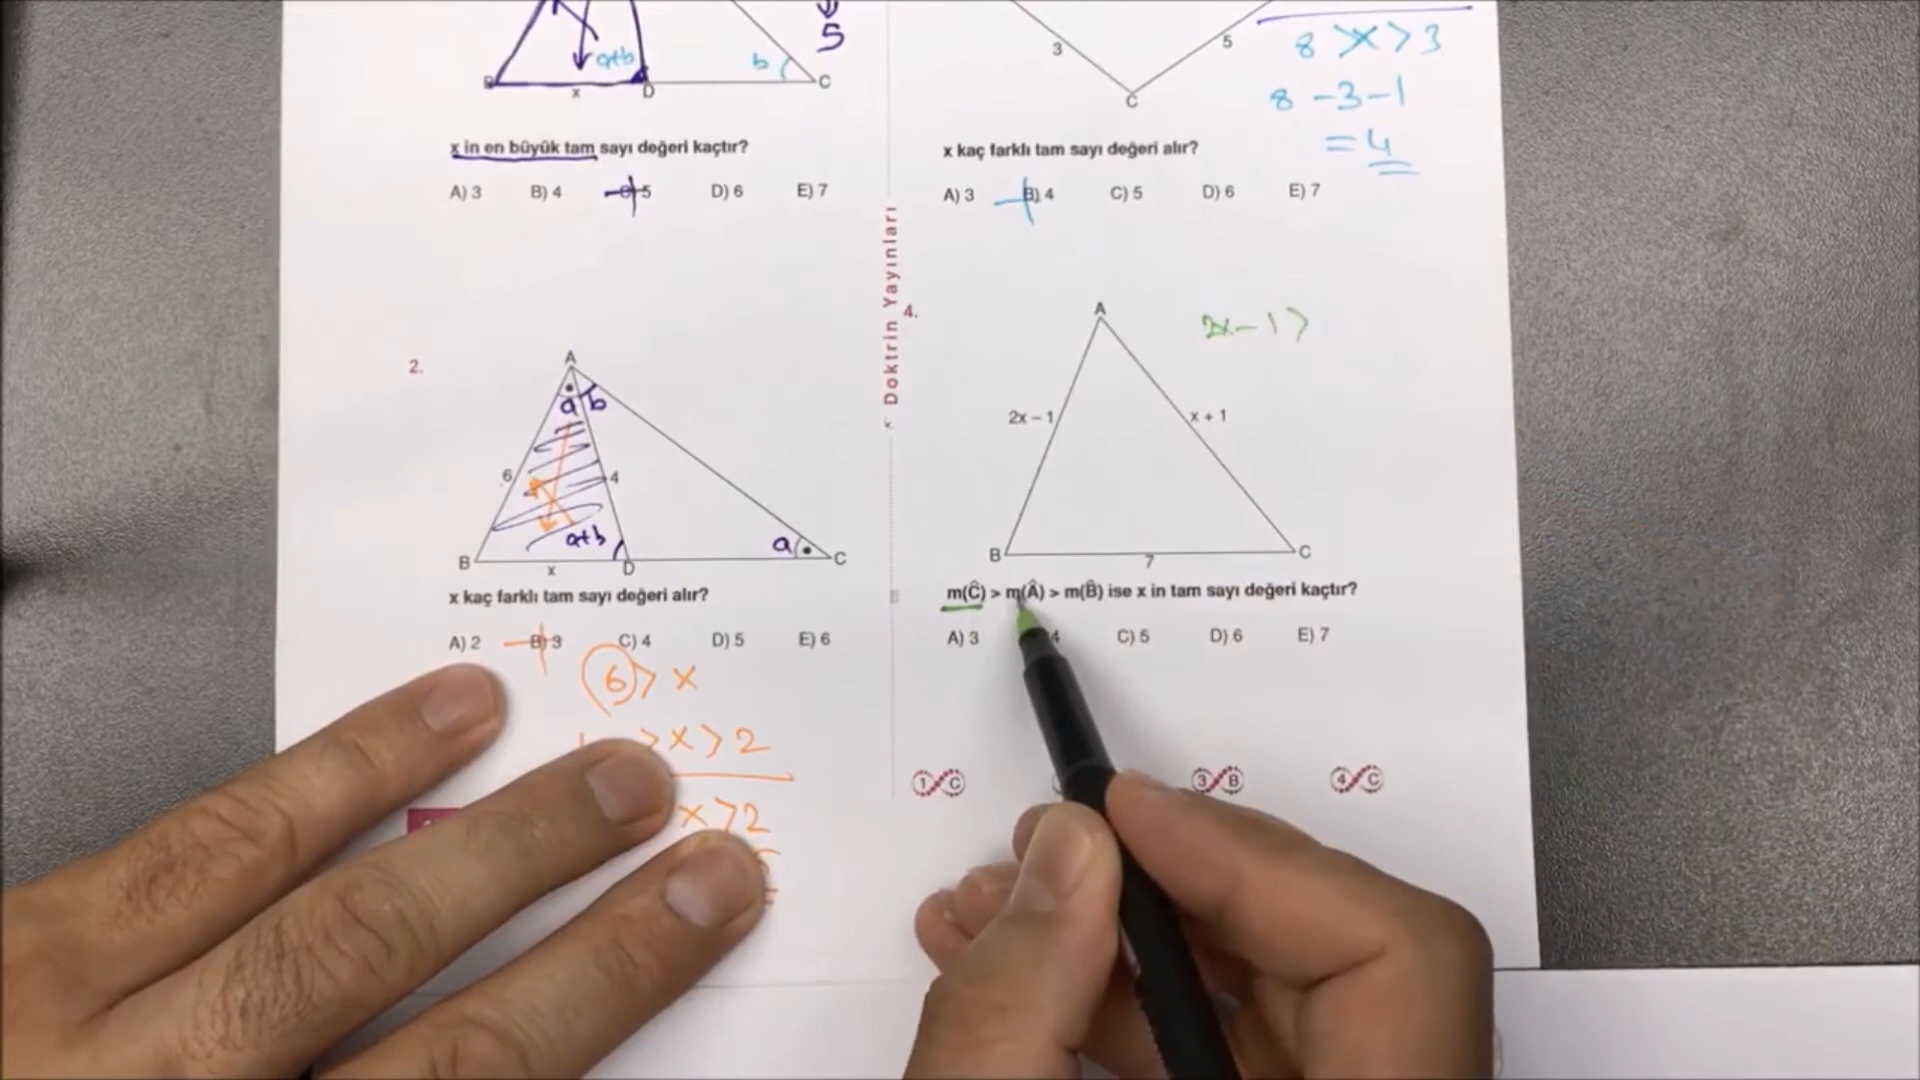 a+b
b
B
x
D
C
5
x in en büyük tam sayı değeri kaçtır?
A) 3 B) 4 C) 5 D) 6 E) 7
2.
A
a b
6
4
a+b
a
B
x
D
C
x kaç farklı tam sayı değeri alır?
A) 2 B) 3 C) 4 D) 5 E) 6
6 > x
> x > 2
x > 2
Doktrin Yayınları
3
5
C
8 > x > 3
8 - 3 - 1
= 4
x kaç farklı tam sayı değeri alır?
A) 3 B) 4 C) 5 D) 6 E) 7
4.
A
2x - 1 >
2x – 1
x + 1
B
7
C
m(Ĉ) > m(Â) > m(B̂) ise x in tam sayı değeri kaçtır?
A) 3 4 C) 5 D) 6 E) 7
1 C
3 B
4 C